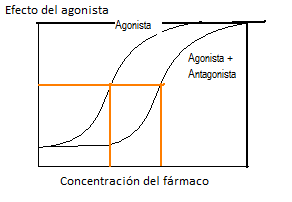 Efecto del agonista
Agonista
Agonista +
Antagonista
Concentración del fármaco